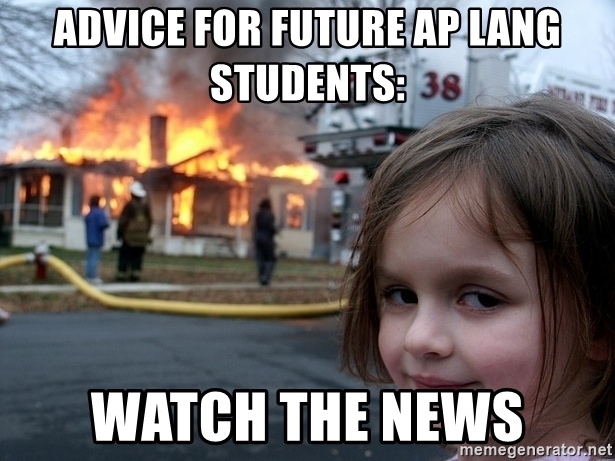 ADVICE FOR FUTURE AP LANG
STUDENTS:
38
WATCH THE NEWS
memegenerator.net